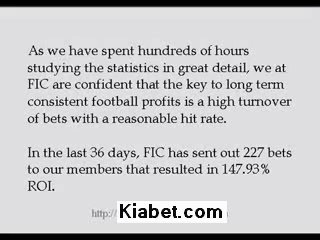 As we have spent hundreds of hours
studying the statistics in great detail, we at
FIC are confident that the key to long term
consistent football profits is a high turnover
of bets with a reasonable hit rate.
In the last 36 days, FIC has sent out 227 bets
to our members that resulted in 147.93%
ROI.
http://
Kiabet.com